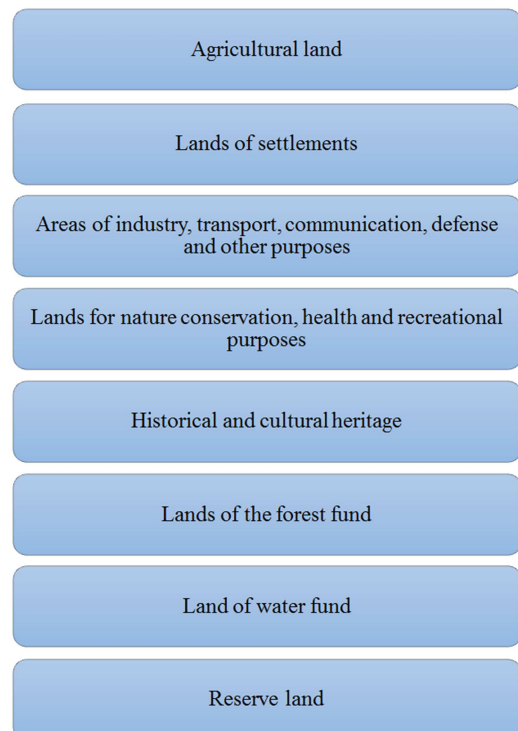 Agricultural land
Lands of settlements
Areas of industry, transport, communication, defense
and other purposes
Lands for nature conservation, health and recreational
purposes
Historical and cultural heritage
Lands of the forest fund
Land of water fund
Reserve land